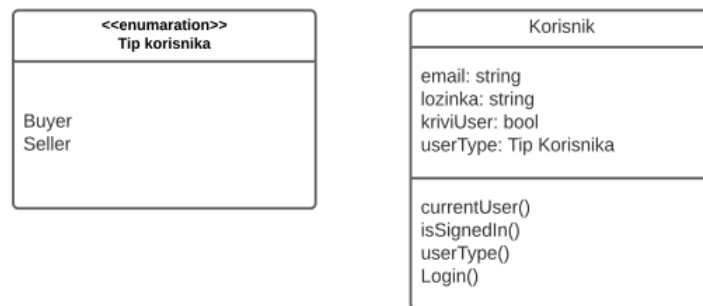 <<enumaration>>
Tip korisnika
Buyer
Seller
Korisnik
email: string
lozinka: string
kriviUser: bool
userType: Tip Korisnika
currentUser()
isSignedIn()
userType()
Login()